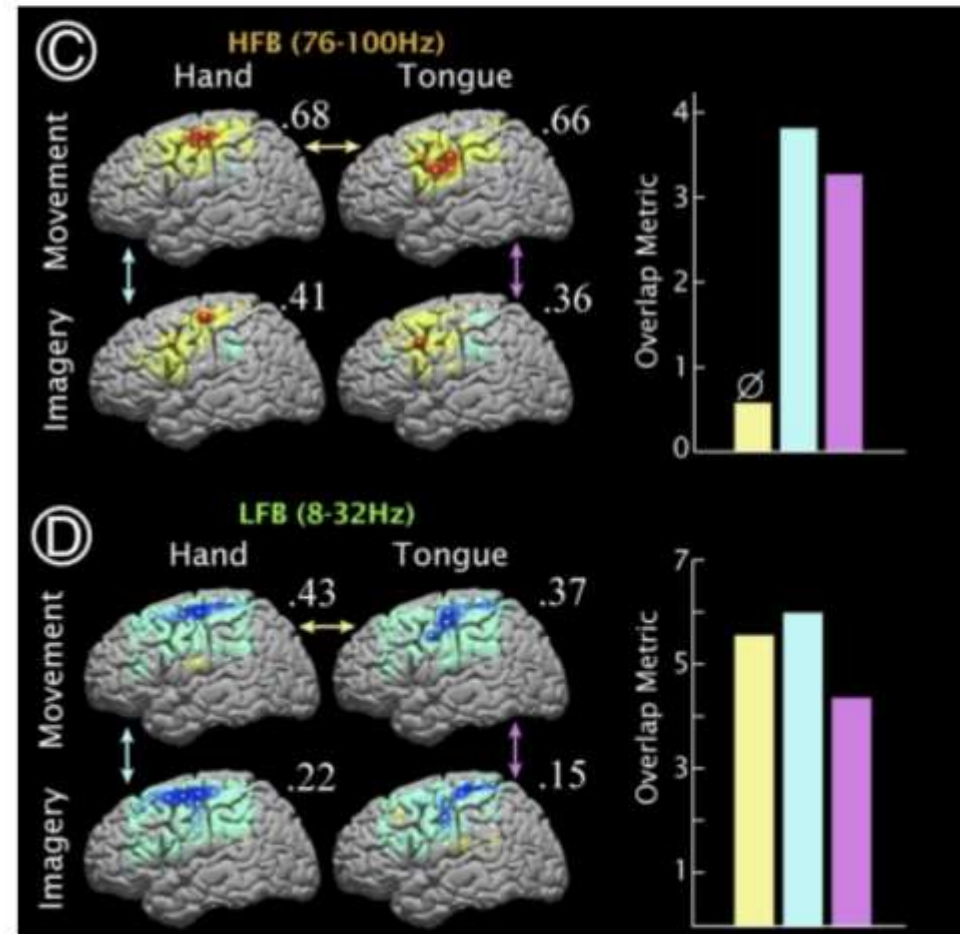 C
HFB (76-100Hz)
Hand Tongue
Movement
.68
.66
Imagery
.41
.36
Overlap Metric
4
3
2
1
0
Ø
D
LFB (8-32Hz)
Hand Tongue
Movement
.43
.37
Imagery
.22
.15
Overlap Metric
7
5
3
1